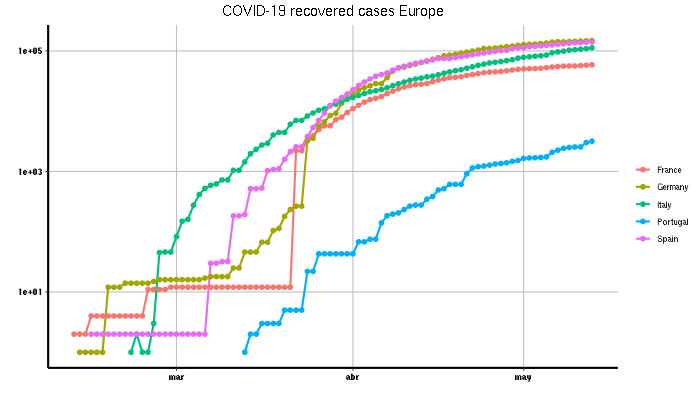 COVID-19 recovered cases Europe
1e+05
1e+03
1e+01
mar
abr
may
France
Germany
Italy
Portugal
Spain